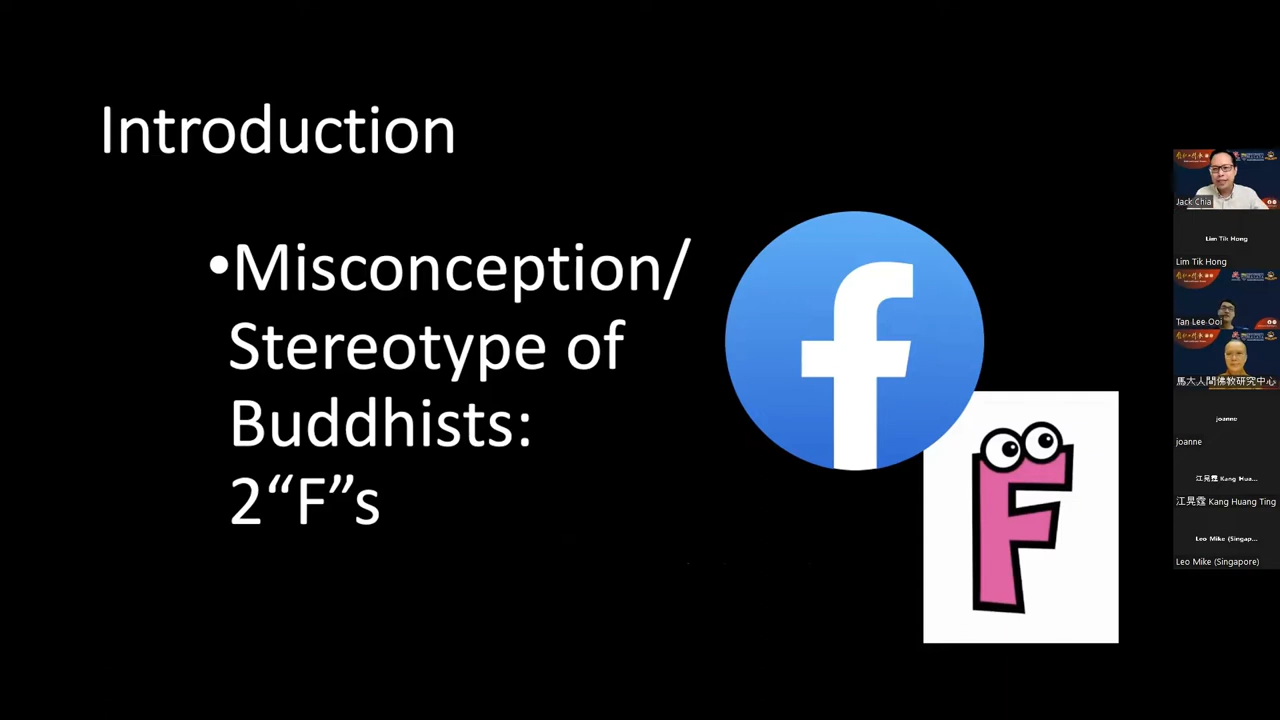 Introduction
•Misconception/
Stereotype of
Buddhists:
2“F”s
f
F
Jack Chia
Lim Tik Hong
Lim Tik Hong
Tan Lee Ooi
馬大人間佛教研究中心
joanne
joanne
江晃霆 Kang Hua...
江晃霆 Kang Huang Ting
Leo Mike (Singap...
Leo Mike (Singapore)